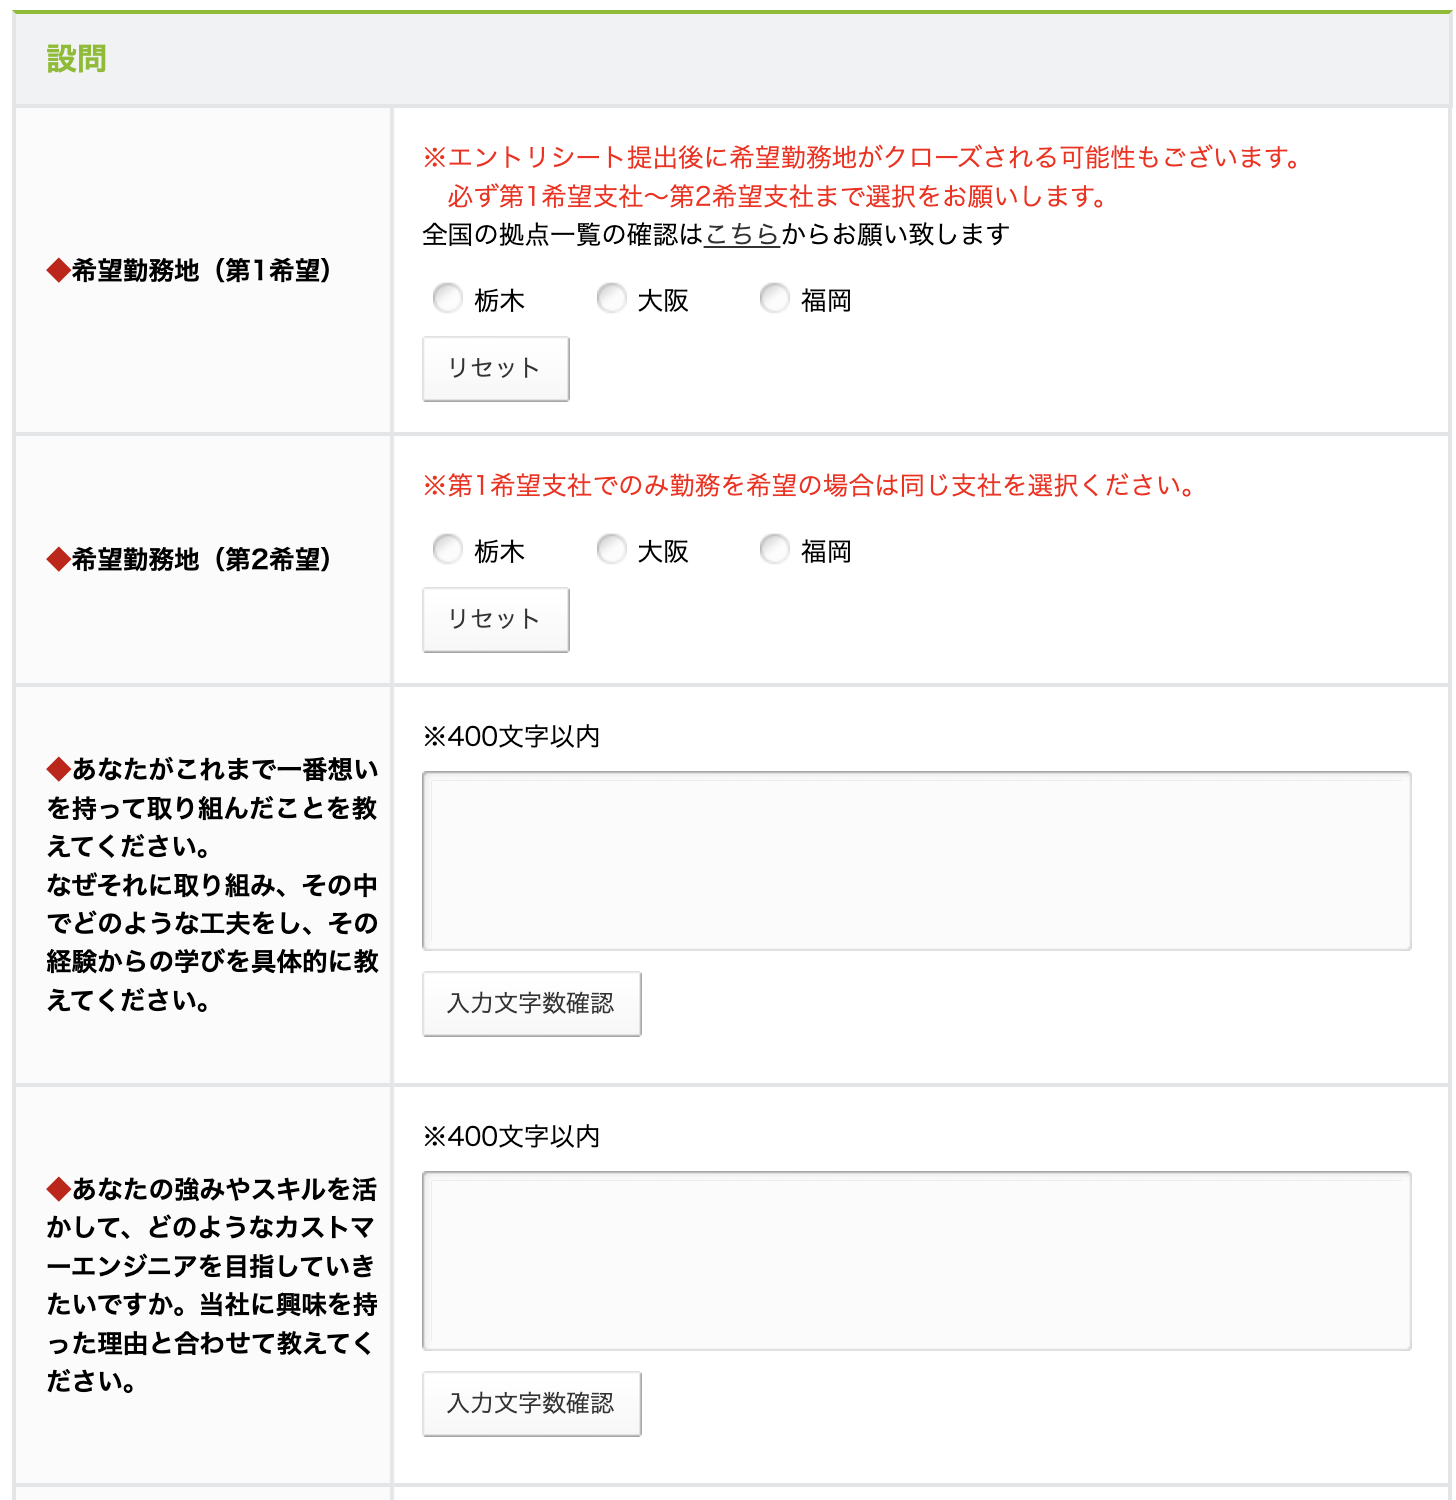 設問
◆希望勤務地（第1希望）
※エントリシート提出後に希望勤務地がクローズされる可能性もございます。
必ず第1希望支社～第2希望支社まで選択をお願いします。
全国の拠点一覧の確認はこちらからお願い致します
栃木 大阪 福岡
リセット
◆希望勤務地（第2希望）
※第1希望支社でのみ勤務を希望の場合は同じ支社を選択ください。
栃木 大阪 福岡
リセット
◆あなたがこれまで一番想い
を持って取り組んだことを教
えてください。
なぜそれに取り組み、その中
でどのような工夫をし、その
経験からの学びを具体的に教
えてください。
※400文字以内
入力文字数確認
◆あなたの強みやスキルを活
かして、どのようなカストマ
ーエンジニアを目指していき
たいですか。当社に興味を持
った理由と合わせて教えてく
ださい。
※400文字以内
入力文字数確認